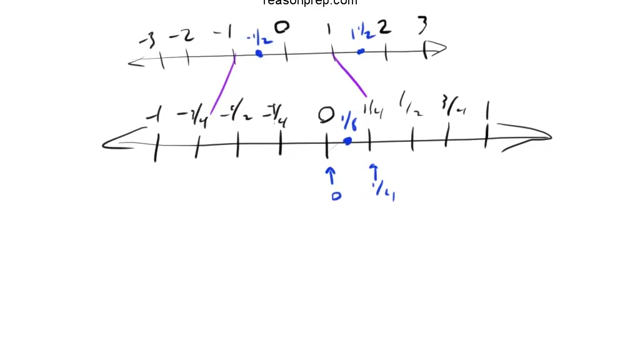 reasonprep.com
-3 -2 -1 -1/2 0 1 1 1/2 2 3
-1 -3/4 -1/2 -1/4 0 1/8 1/4 1/2 3/4 1
0 1/4